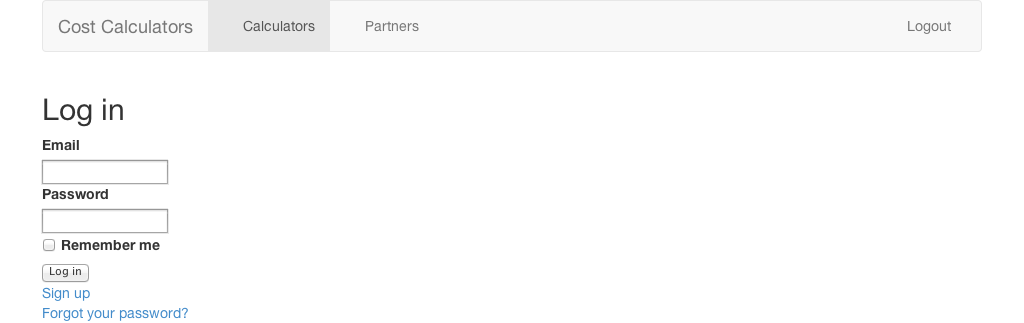 Cost Calculators Calculators Partners Logout
Log in
Email
Password
Remember me
Log in
Sign up
Forgot your password?